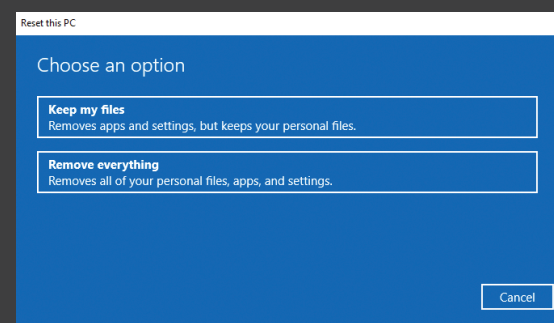 Reset this PC
Choose an option
Keep my files
Removes apps and settings, but keeps your personal files.
Remove everything
Removes all of your personal files, apps, and settings.
Cancel